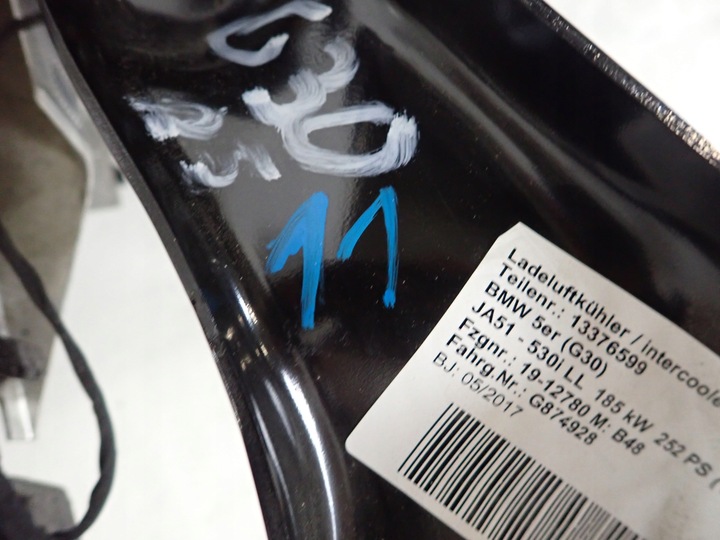 G30
11
Ladeluftkühler / intercoole
Teilenr.: 13376599
BMW 5er (G30)
JA51 - 530i LL 185 kW 252 PS (
Fzgnr.: 19-12780 M: B48
Fahrg.Nr.: G874928
BJ: 05/2017